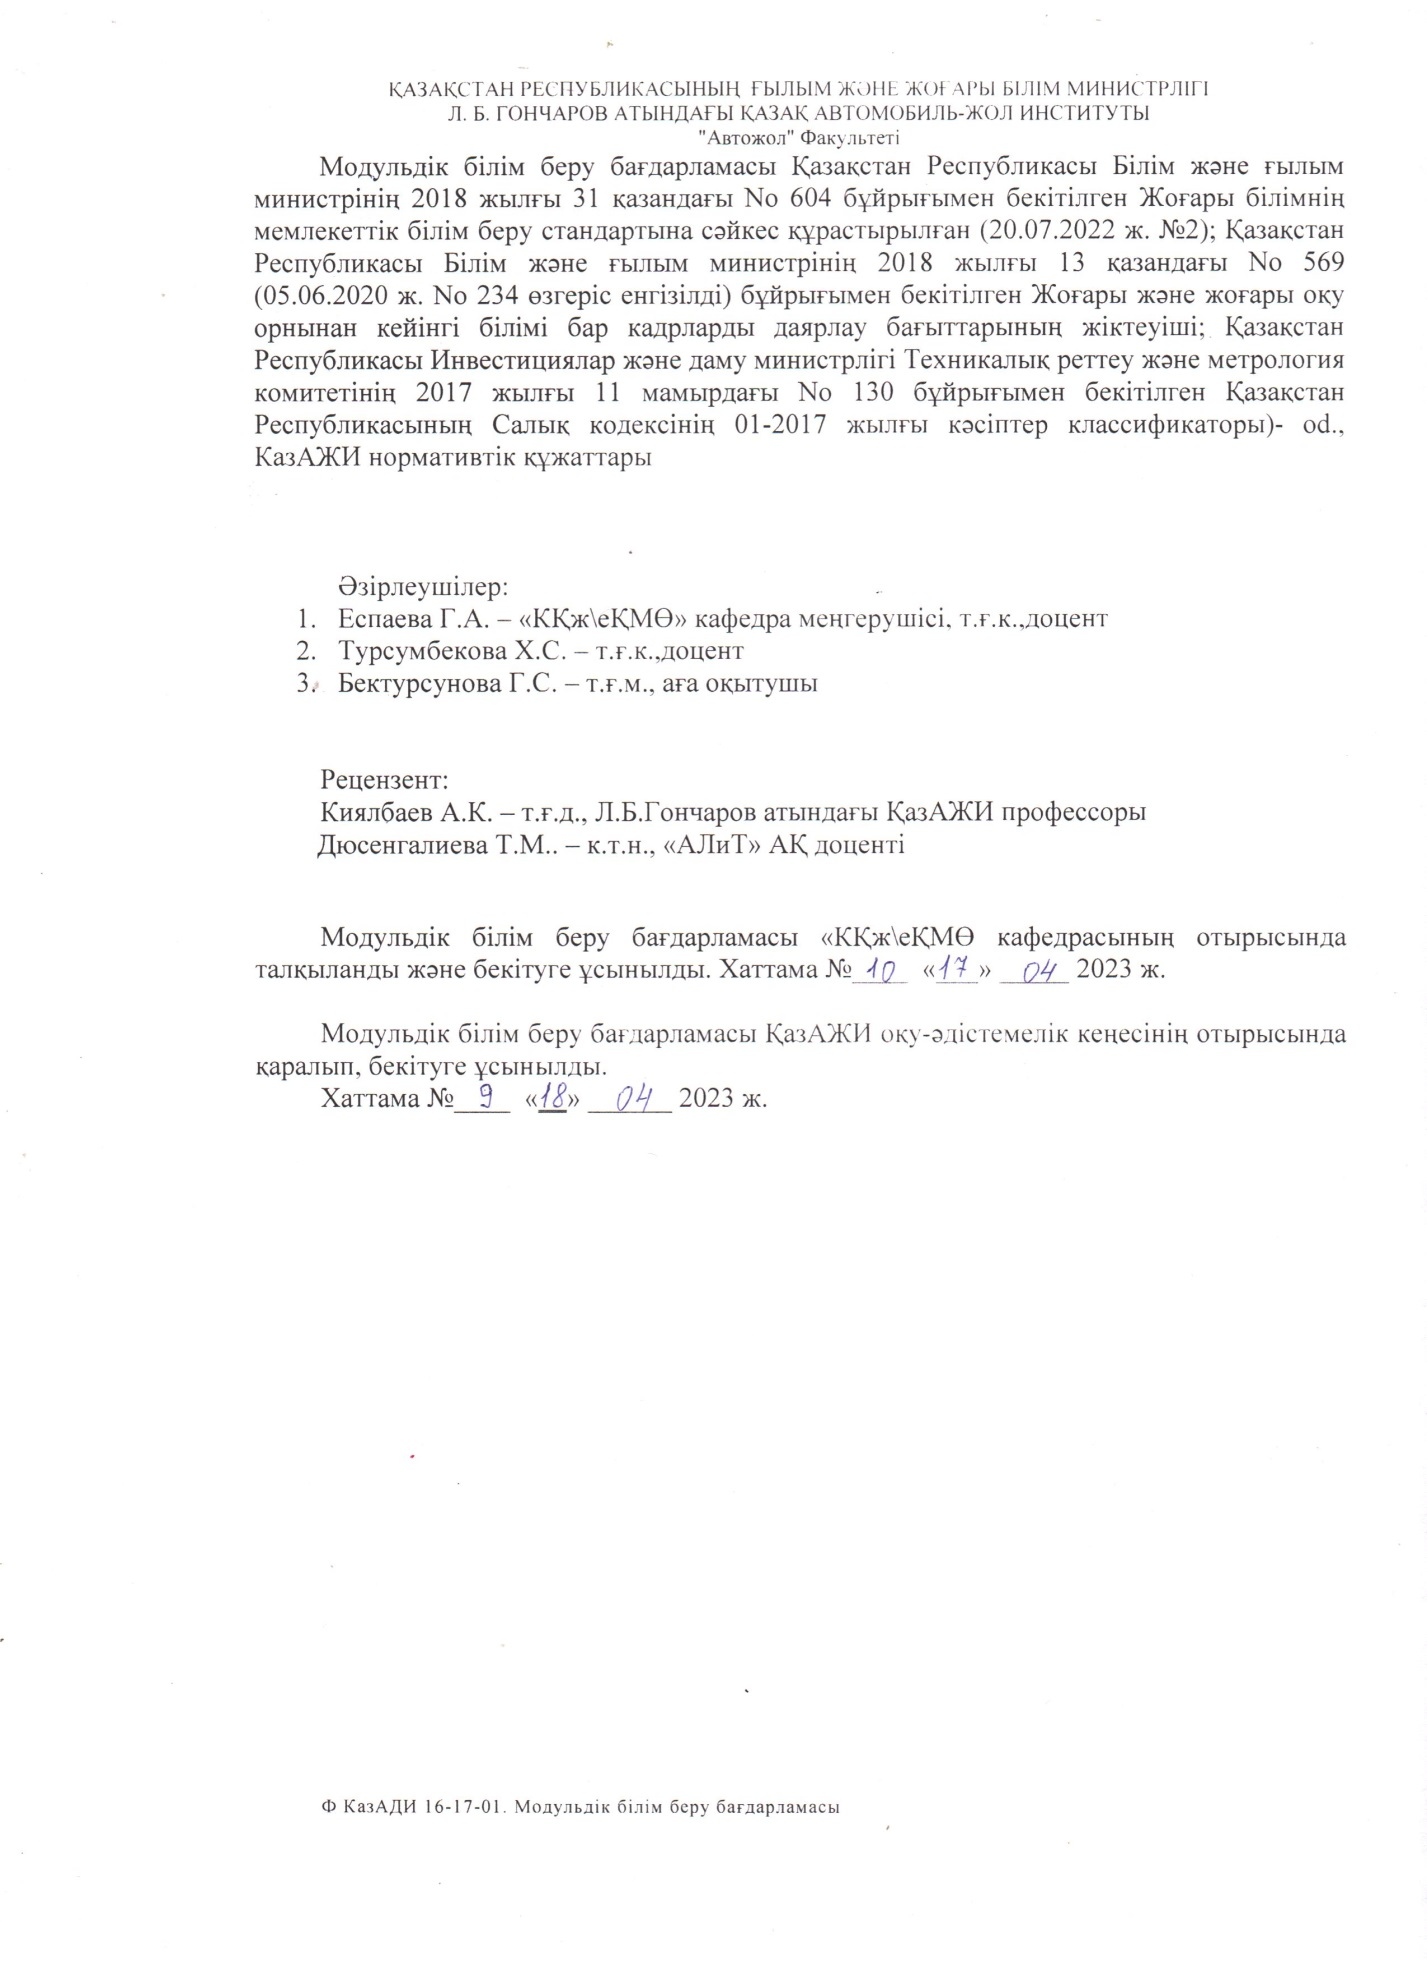 ҚАЗАҚСТАН РЕСПУБЛИКАСЫНЫҢ ҒЫЛЫМ ЖӘНЕ ЖОҒАРЫ БІЛІМ МИНИСТРЛІГІ
Л. Б. ГОНЧАРОВ АТЫНДАҒЫ ҚАЗАҚ АВТОМОБИЛЬ-ЖОЛ ИНСТИТУТЫ
"Автожол" Факультеті
Модульдік білім беру бағдарламасы Қазақстан Республикасы Білім және ғылым
министрінің 2018 жылғы 31 қазандағы No 604 бұйрығымен бекітілген Жоғары білімнің
мемлекеттік білім беру стандартына сәйкес құрастырылған (20.07.2022 ж. №2); Қазақстан
Республикасы Білім және ғылым министрінің 2018 жылғы 13 қазандағы No 569
(05.06.2020 ж. No 234 өзгеріс енгізілді) бұйрығымен бекітілген Жоғары және жоғары оқу
орнынан кейінгі білімі бар кадрларды даярлау бағыттарының жіктеуіші; Қазақстан
Республикасы Инвестициялар және даму министрлігі Техникалық реттеу және метрология
комитетінің 2017 жылғы 11 мамырдағы No 130 бұйрығымен бекітілген Қазақстан
Республикасының Салық кодексінің 01-2017 жылғы кәсіптер классификаторы)- od.,
КазАЖИ нормативтік құжаттары
Әзірлеушілер:
1. Еспаева Г.А. – «КҚж\еҚМӨ» кафедра меңгерушісі, т.ғ.к.,доцент
2. Турсумбекова Х.С. – т.ғ.к.,доцент
3. Бектурсунова Г.С. – т.ғ.м., аға оқытушы
Рецензент:
Киялбаев А.К. – т.ғ.д., Л.Б.Гончаров атындағы ҚазАЖИ профессоры
Дюсенгалиева Т.М.. – к.т.н., «АЛиТ» АҚ доценті
Модульдік білім беру бағдарламасы «КҚж\еҚМӨ кафедрасының отырысында
талқыланды және бекітуге ұсынылды. Хаттама № 10 «17» 04 2023 ж.
Модульдік білім беру бағдарламасы ҚазАЖИ оқу-әдістемелік кеңесінің отырысында
қаралып, бекітуге ұсынылды.
Хаттама № 9 «18» 04 2023 ж.
Ф КазАДИ 16-17-01. Модульдік білім беру бағдарламасы